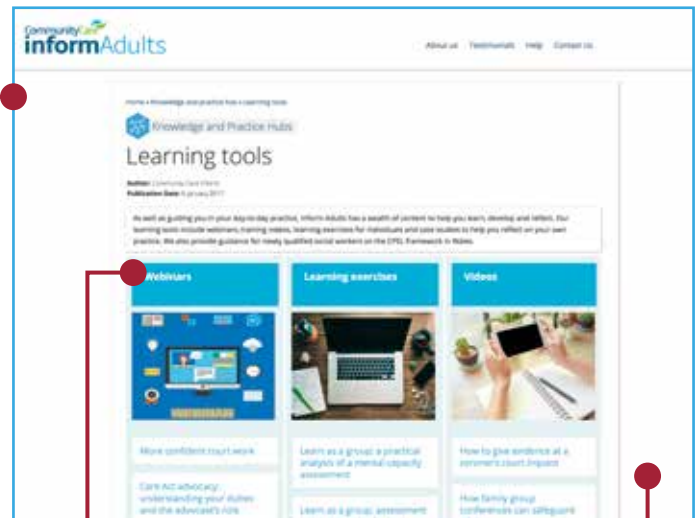 CommunityCare
informAdults
About us Testimonials Help Contact Us
Home » Knowledge and practice hub » Learning tools
Knowledge and Practice Hubs
Learning tools
Author: Community Care Inform
Publication Date: 6 January 2017
As well as guiding you in your day-to-day practice, Inform Adults has a wealth of content to help you learn, develop and reflect. Our
learning tools include webinars, training videos, learning exercises for individuals and case studies to help you reflect on your own
practice. We also provide guidance for newly qualified social workers on the CPEL framework in Wales.
Webinars
Learning exercises
Videos
More confident court work
Learn as a group: a practical
analysis of a mental capacity
assessment
How to give evidence at a
coroner's court inquest
Care Act advocacy:
understanding your duties
and the advocate's role
Learn as a group: assessment
How family group
conferences can safeguard